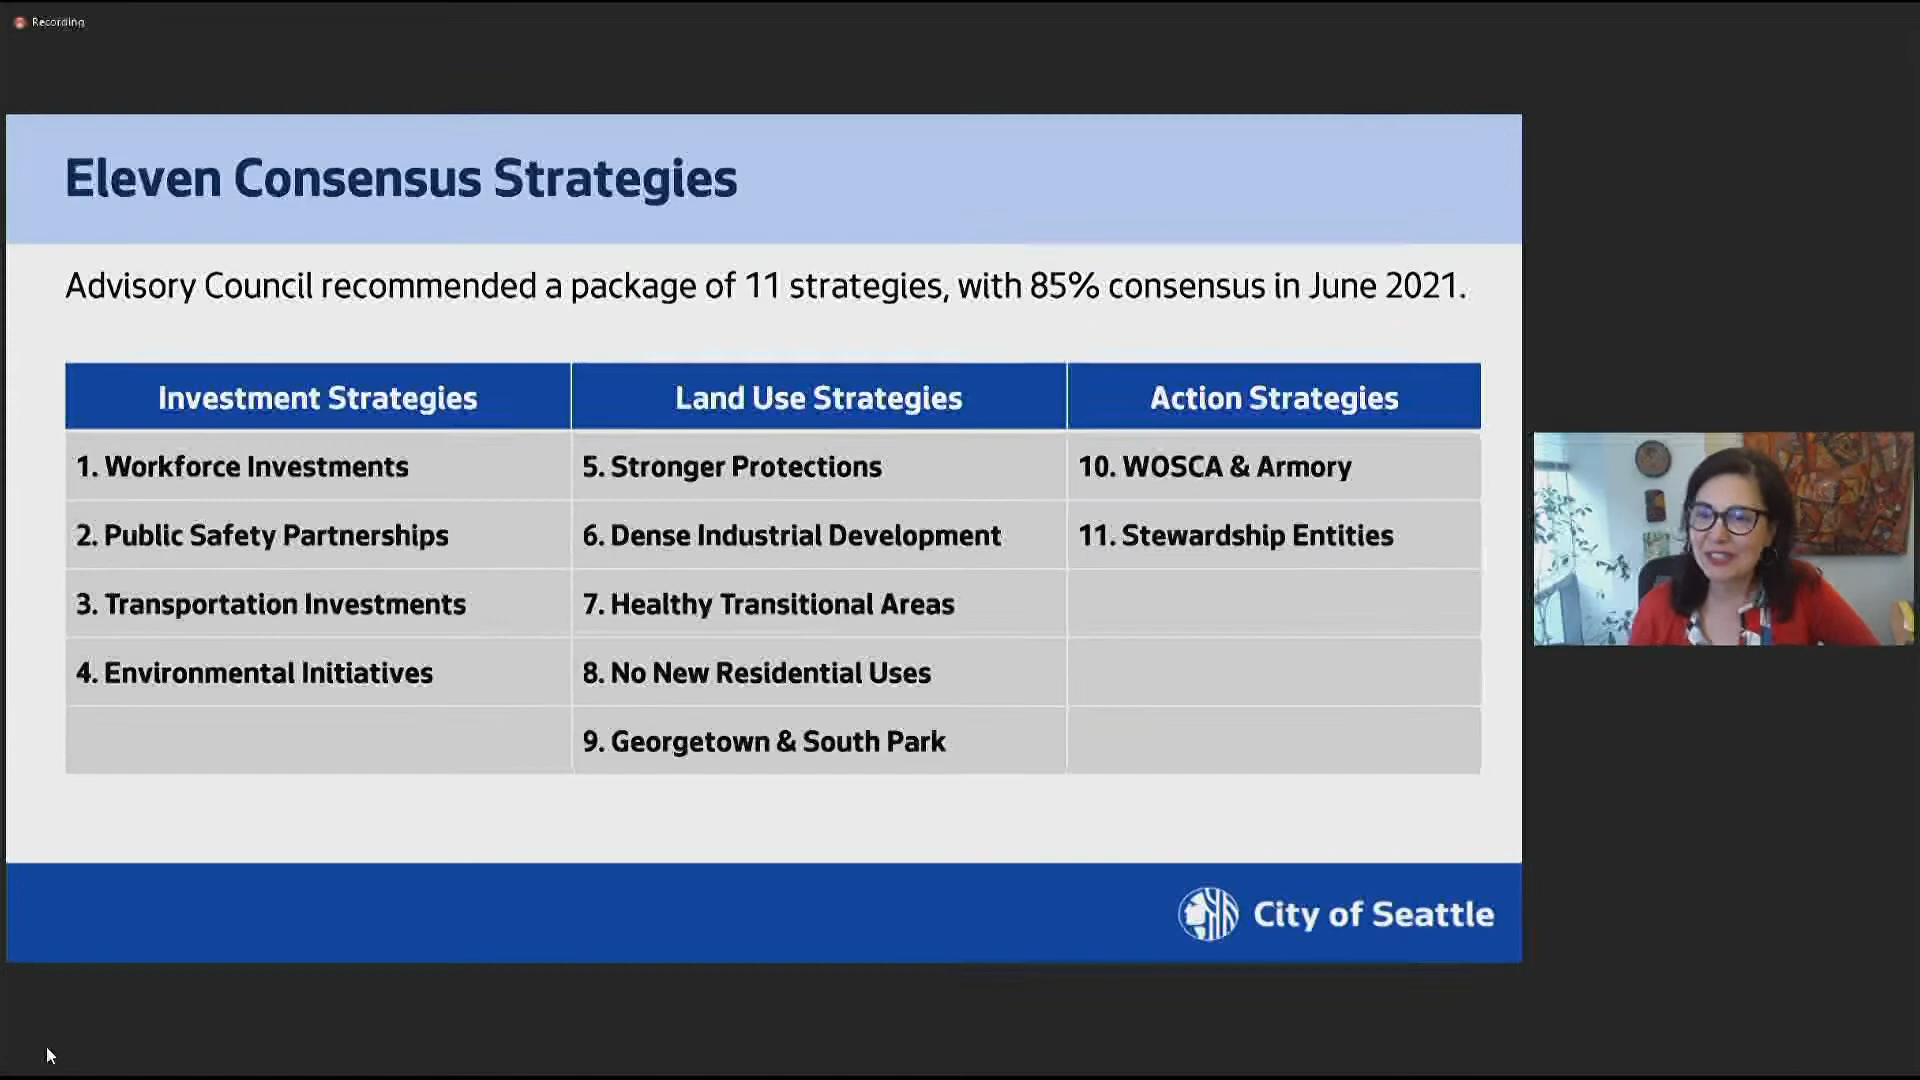 Recording
Eleven Consensus Strategies
Advisory Council recommended a package of 11 strategies, with 85% consensus in June 2021.
Investment Strategies
Land Use Strategies
Action Strategies
1. Workforce Investments
5. Stronger Protections
10. WOSCA & Armory
2. Public Safety Partnerships
6. Dense Industrial Development
11. Stewardship Entities
3. Transportation Investments
7. Healthy Transitional Areas
4. Environmental Initiatives
8. No New Residential Uses
9. Georgetown & South Park
City of Seattle